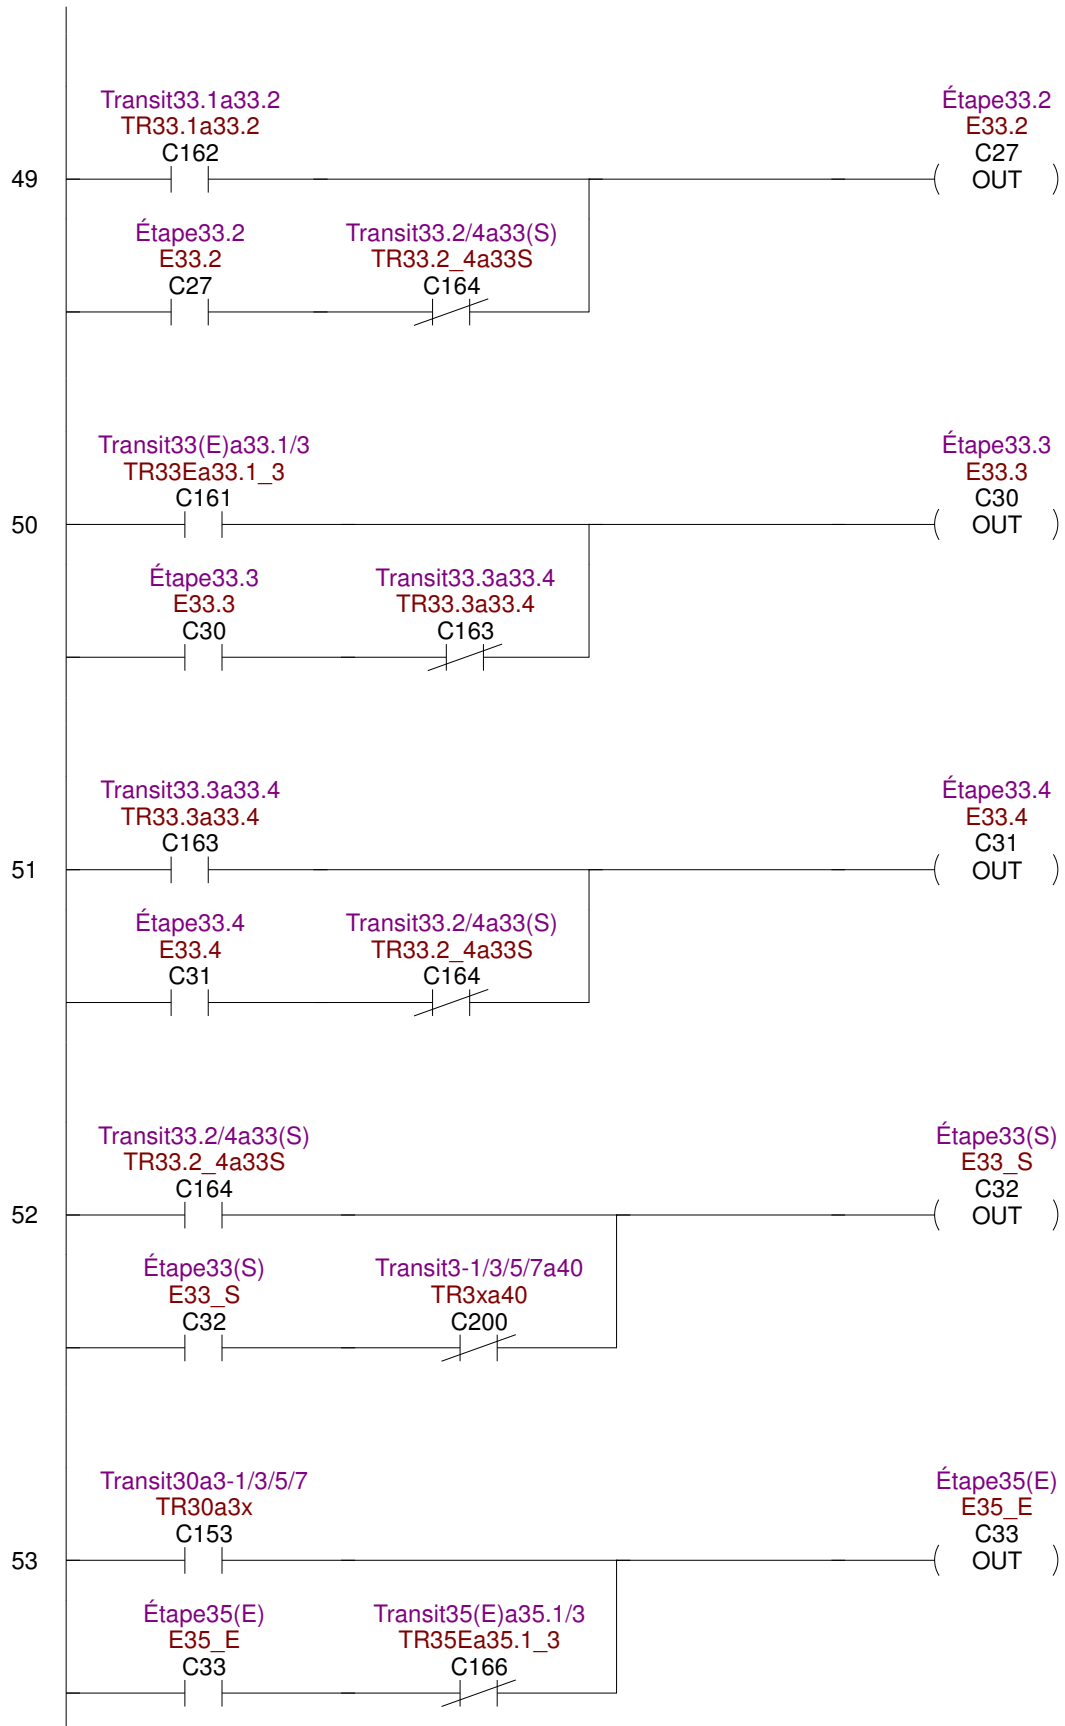 Transit33.1a33.2
TR33.1a33.2
C162
Étape33.2
E33.2
C27
49
OUT
Étape33.2
E33.2
C27
Transit33.2/4a33(S)
TR33.2_4a33S
C164
Transit33(E)a33.1/3
TR33Ea33.1_3
C161
Étape33.3
E33.3
C30
50
OUT
Étape33.3
E33.3
C30
Transit33.3a33.4
TR33.3a33.4
C163
Transit33.3a33.4
TR33.3a33.4
C163
Étape33.4
E33.4
C31
51
OUT
Étape33.4
E33.4
C31
Transit33.2/4a33(S)
TR33.2_4a33S
C164
Transit33.2/4a33(S)
TR33.2_4a33S
C164
Étape33(S)
E33_S
C32
52
OUT
Étape33(S)
E33_S
C32
Transit3-1/3/5/7a40
TR3xa40
C200
Transit30a3-1/3/5/7
TR30a3x
C153
Étape35(E)
E35_E
C33
53
OUT
Étape35(E)
E35_E
C33
Transit35(E)a35.1/3
TR35Ea35.1_3
C166